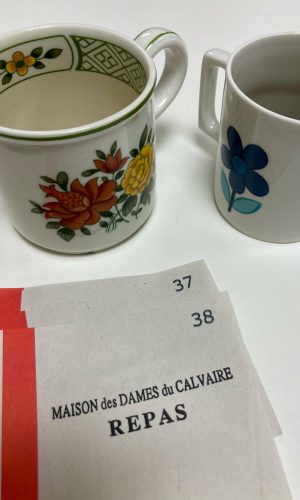 37
38
MAISON des DAMES du CALVAIRE
REPAS